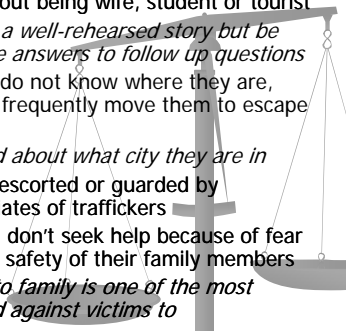 out being wife, student or tourist
a well-rehearsed story but be
e answers to follow up questions
do not know where they are,
frequently move them to escape
d about what city they are in
escorted or guarded by
ates of traffickers
don't seek help because of fear
safety of their family members
to family is one of the most
d against victims to